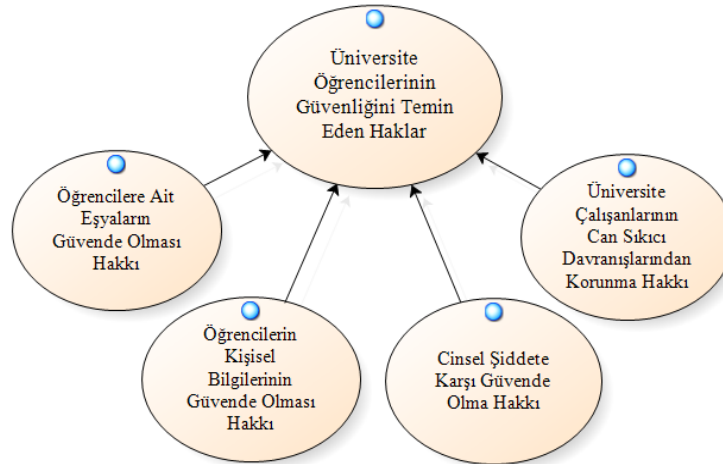 Üniversite
Öğrencilerinin
Güvenliğini Temin
Eden Haklar
Öğrencilere Ait
Eşyaların
Güvende Olması
Hakkı
Öğrencilerin
Kişisel
Bilgilerinin
Güvende Olması
Hakkı
Cinsel Şiddete
Karşı Güvende
Olma Hakkı
Üniversite
Çalışanlarının
Can Sıkıcı
Davranışlarından
Korunma Hakkı